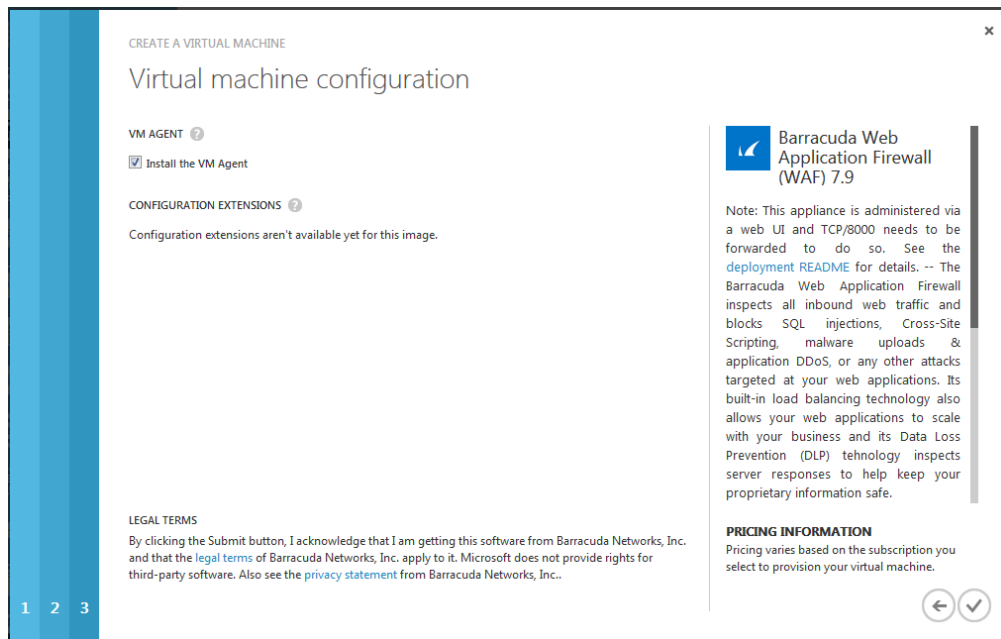 CREATE A VIRTUAL MACHINE
Virtual machine configuration
VM AGENT ?
Install the VM Agent
CONFIGURATION EXTENSIONS ?
Configuration extensions aren't available yet for this image.
LEGAL TERMS
By clicking the Submit button, I acknowledge that I am getting this software from Barracuda Networks, Inc.
and that the legal terms of Barracuda Networks, Inc. apply to it. Microsoft does not provide rights for
third-party software. Also see the privacy statement from Barracuda Networks, Inc..
Barracuda Web
Application Firewall
(WAF) 7.9
Note: This appliance is administered via
a web UI and TCP/8000 needs to be
forwarded to do so. See the
deployment README for details. -- The
Barracuda Web Application Firewall
inspects all inbound web traffic and
blocks SQL injections, Cross-Site
Scripting, malware uploads &
application DDoS, or any other attacks
targeted at your web applications. Its
built-in load balancing technology also
allows your web applications to scale
with your business and its Data Loss
Prevention (DLP) tehnology inspects
server responses to help keep your
proprietary information safe.
PRICING INFORMATION
Pricing varies based on the subscription you
select to provision your virtual machine.
1 2 3